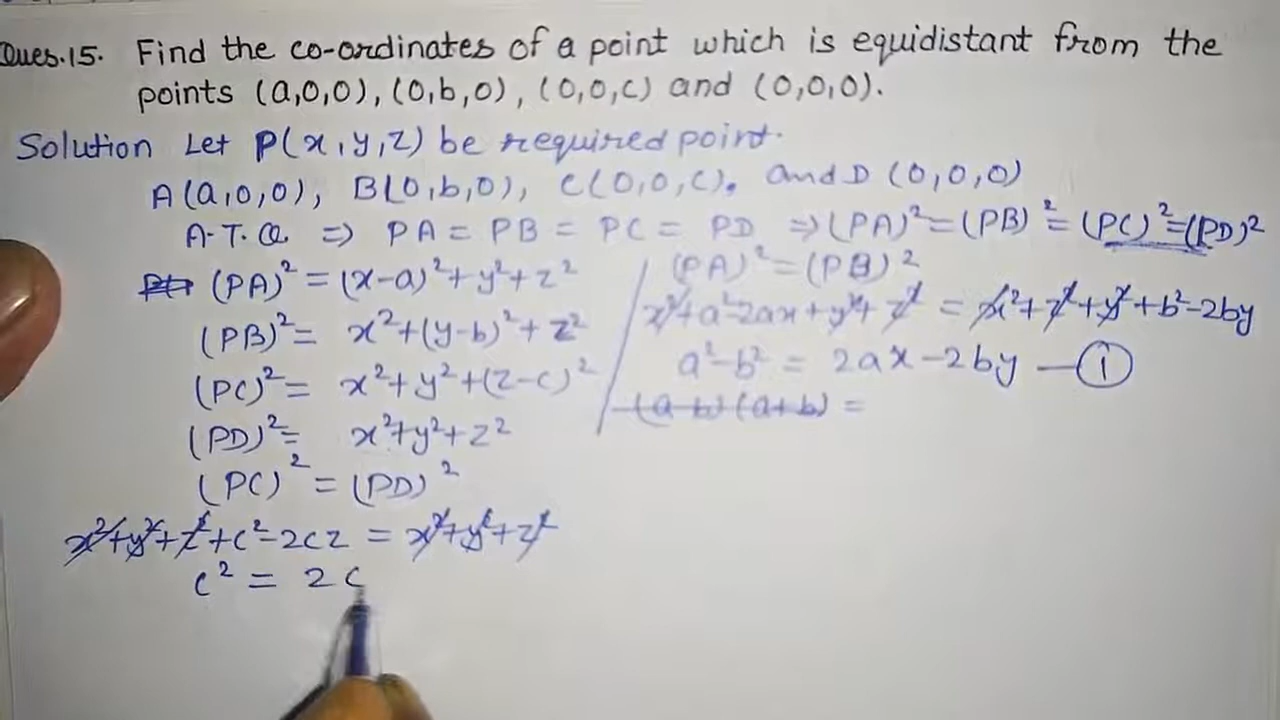 Ques.15. Find the co-ordinates of a point which is equidistant from the
points (a,0,0), (0,b,0), (0,0,c) and (0,0,0).
Solution Let P(x,y,z) be required point.
A(a,0,0), B(0,b,0), C(0,0,c). and D (0,0,0)
A.T.Q. ⇒ PA = PB = PC = PD ⇒ (PA)² = (PB)² = (PC)² = (PD)²
(PA)² = (x-a)² + y² + z²
(PB)² = x² + (y-b)² + z²
(PC)² = x² + y² + (z-c)²
(PD)² = x² + y² + z²
(PC)² = (PD)²
x² + y² + z² + c² - 2cz = x² + y² + z²
c² = 2c
(PA)² = (PB)²
x² + a² - 2ax + y² + z² = x² + z² + y² + b² - 2by
a² - b² = 2ax - 2by — ①
(a-b)(a+b) =